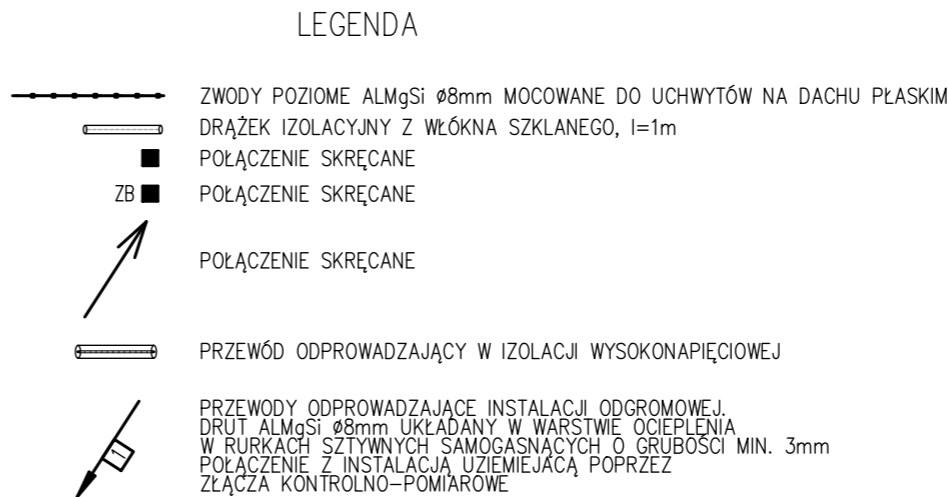 LEGENDA
ZWODY POZIOME ALMgSi ø8mm MOCOWANE DO UCHWYTÓW NA DACHU PŁASKIM
DRĄŻEK IZOLACYJNY Z WŁÓKNA SZKLANEGO, l=1m
POŁĄCZENIE SKRĘCANE
ZB POŁĄCZENIE SKRĘCANE
POŁĄCZENIE SKRĘCANE
PRZEWÓD ODPROWADZAJĄCY W IZOLACJI WYSOKONAPIĘCIOWEJ
PRZEWODY ODPROWADZAJĄCE INSTALACJI ODGROMOWEJ.
DRUT ALMgSi ø8mm UKŁADANY W WARSTWIE OCIEPLENIA
W RURKACH SZTYWNYCH SAMOGASNĄCYCH O GRUBOŚCI MIN. 3mm
1 POŁĄCZENIE Z INSTALACJĄ UZIEMIEJĄCĄ POPRZEZ
ZŁĄCZA KONTROLNO-POMIAROWE